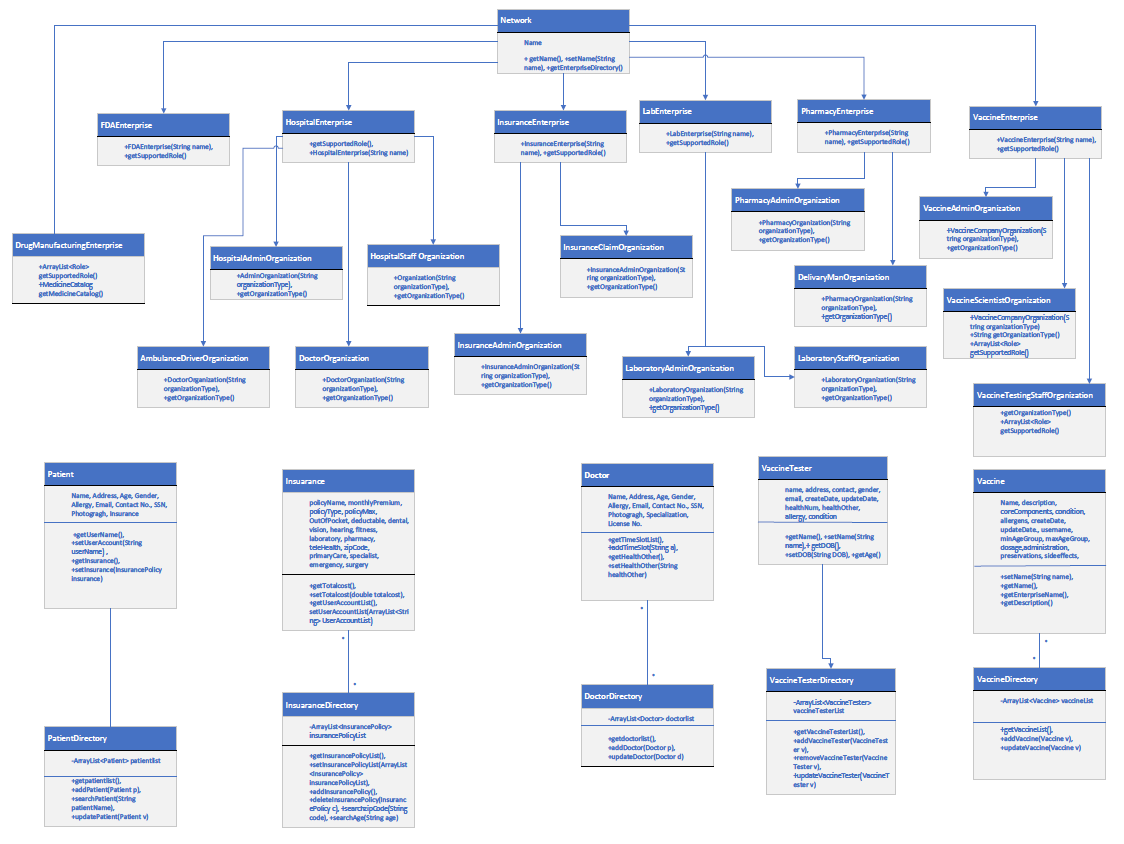 Network
Name
+ getName(), +setName(String
name), +getEnterpriseDirectory()
FDAEnterprise
+FDAEnterprise(String name),
+getSupportedRole()
HospitalEnterprise
+getSupportedRole(),
+HospitalEnterprise(String name)
InsuranceEnterprise
+InsuranceEnterprise(String
name), +getSupportedRole()
LabEnterprise
+LabEnterprise(String name),
+getSupportedRole()
PharmacyEnterprise
+PharmacyEnterprise(String
name), +getSupportedRole()
VaccineEnterprise
+VaccineEnterprise(String name),
+getSupportedRole()
DrugManufacturingEnterprise
+ArrayList<Role>
getSupportedRole()
+MedicineCatalog
getMedicineCatalog()
HospitalAdminOrganization
+AdminOrganization(String
organizationType),
+getOrganizationType()
HospitalStaff Organization
+Organization(String
organizationType),
+getOrganizationType()
InsuranceClaimOrganization
+InsuranceAdminOrganization(St
ring organizationType),
+getOrganizationType()
PharmacyAdminOrganization
+PharmacyOrganization(String
organizationType),
+getOrganizationType()
VaccineAdminOrganization
+VaccineCompanyOrganization(S
tring organizationType),
+getOrganizationType()
DelivaryManOrganization
+PharmacyOrganization(String
organizationType),
+getOrganizationType()
VaccineScientistOrganization
+VaccineCompanyOrganization(S
tring organizationType)
+String getOrganizationType()
+ArrayList<Role>
getSupportedRole()
AmbulanceDriverOrganization
+DoctorOrganization(String
organizationType),
+getOrganizationType()
DoctorOrganization
+DoctorOrganization(String
organizationType),
+getOrganizationType()
InsuranceAdminOrganization
+InsuranceAdminOrganization(St
ring organizationType),
+getOrganizationType()
LaboratoryAdminOrganization
+LaboratoryOrganization(String
organizationType),
+getOrganizationType()
LaboratoryStaffOrganization
+LaboratoryOrganization(String
organizationType),
+getOrganizationType()
VaccineTestingStaffOrganization
+getOrganizationType()
+ArrayList<Role>
getSupportedRole()
Patient
Name, Address, Age, Gender,
Allergy, Email, Contact No., SSN,
Photogragh, Insurance
+getUserName(),
+setUserAccount(String
userName) ,
+getInsurance(),
+setInsurance(InsurancePolicy
insurance)
Insuarance
policyName, monthlyPremium,
policyType, policyMax,
OutOfPocket, deductable, dental,
vision, hearing, fitness,
laboratory, pharmacy,
teleHealth, zipCode,
primaryCare, specialist,
emergency, surgery
+getTotalcost(),
+setTotalcost(double totalcost),
+getUserAccountList(),
setUserAccountList(ArrayList<Stri
ng> UserAccountList)
Doctor
Name, Address, Age, Gender,
Allergy, Email, Contact No., SSN,
Photogragh, Specialization,
License No.
+getTimeSlotList(),
+addTimeSlot(String a),
+getHealthOther(),
+setHealthOther(String
healthOther)
VaccineTester
name, address, contact, gender,
email, createDate, updateDate,
healthNum, healthOther,
allergy, condition
+getName(), +setName(String
name),+ getDOB(),
+setDOB(String DOB), +getAge()
Vaccine
Name, description,
coreComponents, condition,
allergens, createDate,
updateDate,, username,
minAgeGroup, maxAgeGroup,
dosage,administration,
preservations, sideeffects,
+setName(String name),
+getName(),
+getEnterpriseName(),
+getDescription()
PatientDirectory
-ArrayList<Patient> patientlist
+getpatientlist(),
+addPatient(Patient p),
+searchPatient(String
patientName),
+updatePatient(Patient v)
InsuranceDirectory
-ArrayList<InsurancePolicy>
insurancePolicyList
+getInsurancePolicyList(),
+setInsurancePolicyList(ArrayList
<InsurancePolicy>
InsurancePolicyList),
+addInsurancePolicy(),
+deleteInsurancePolicy(Insuranc
ePolicy c), +searchzipCode(String
code), +searchAge(String age)
DoctorDirectory
-ArrayList<Doctor> doctorlist
+getdoctorlist(),
+addDoctor(Doctor p),
+updateDoctor(Doctor d)
VaccineTesterDirectory
-ArrayList<VaccineTester>
vaccineTesterList
+getVaccineTesterList(),
+addVaccineTester(VaccineTest
er v),
+removeVaccineTester(Vaccine
Tester v),
+updateVaccineTester(VaccineT
ester v)
VaccineDirectory
-ArrayList<Vaccine> vaccineList
+getVaccineList(),
+addVaccine(Vaccine v),
+updateVaccine(Vaccine v)